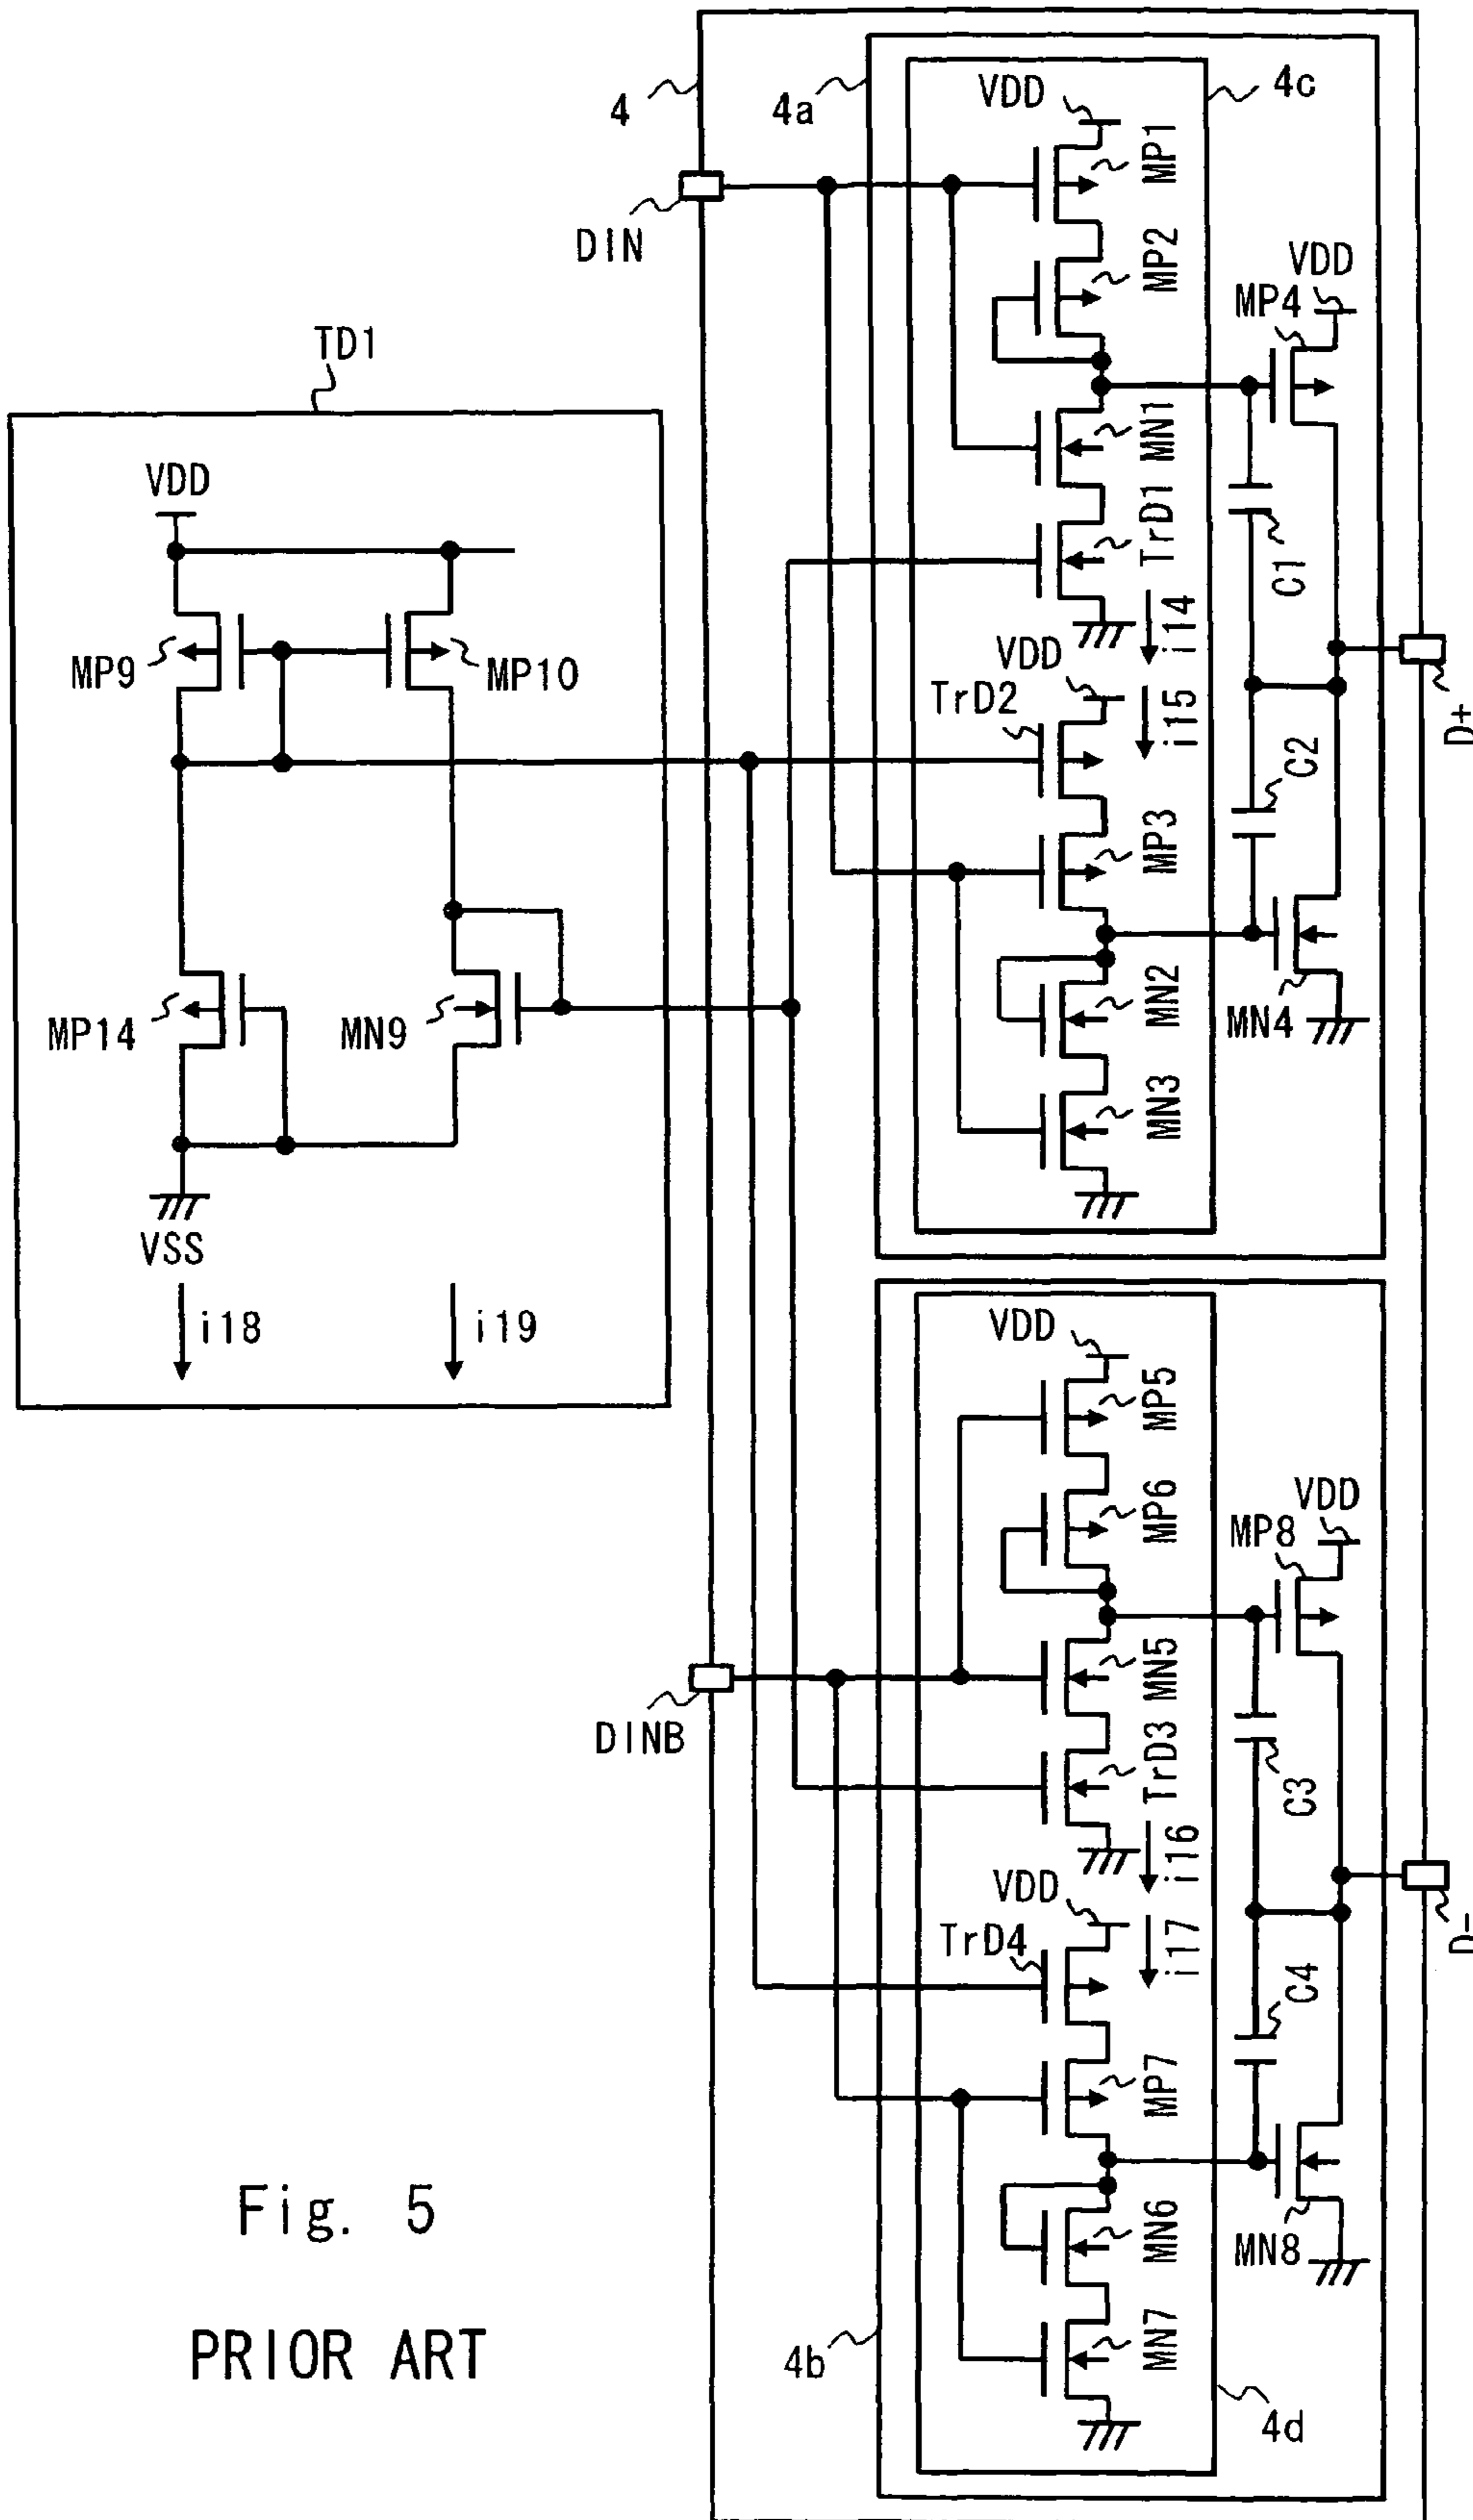 4
4a
VDD
4c
MP1
DIN
MP2
VDD
MP4
TD1
MN1
VDD
TrD1
C1
i14
MP9
MP10
VDD
TrD2
i15
D+
C2
MP3
MP14
MN9
MN2
MN4
MN3
VSS
i18
i19
VDD
MP5
MP6
VDD
MP8
MN5
DINB
TrD3
C3
i16
VDD
TrD4
i17
D-
C4
MP7
Fig. 5
MN6
MN8
PRIOR ART
MN7
4b
4d